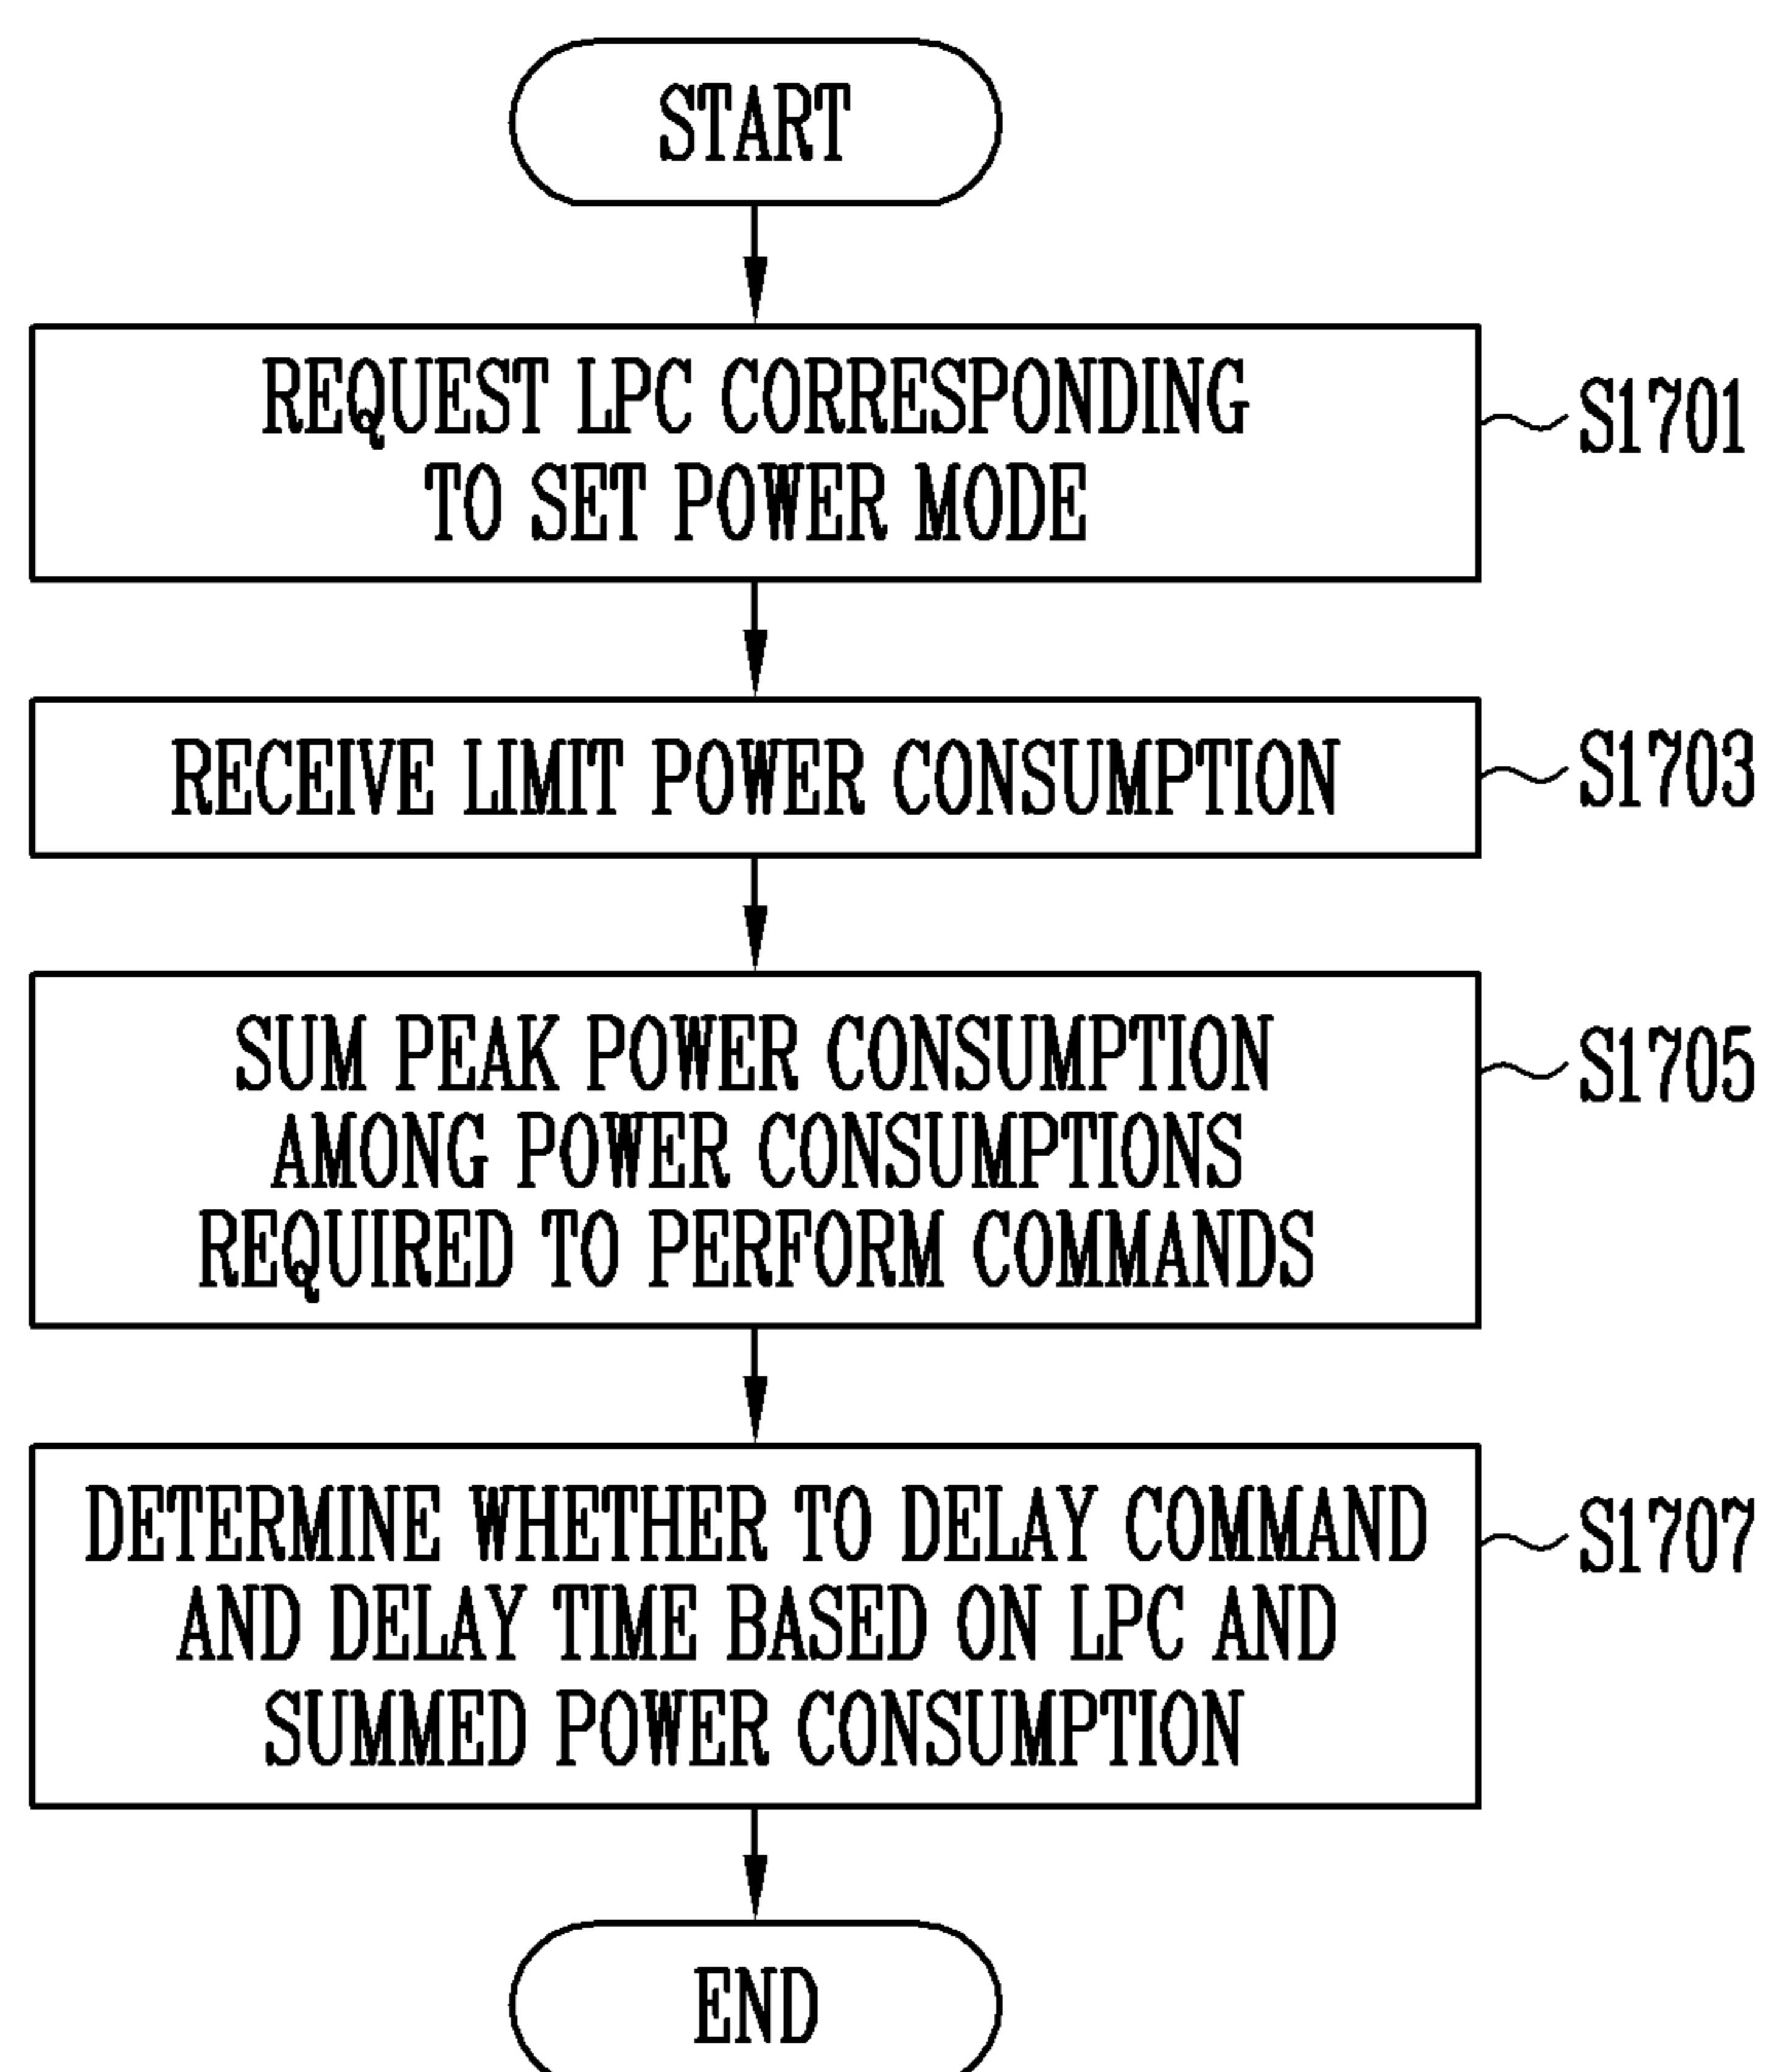 START
REQUEST LPC CORRESPONDING
TO SET POWER MODE
S1701
RECEIVE LIMIT POWER CONSUMPTION
S1703
SUM PEAK POWER CONSUMPTION
AMONG POWER CONSUMPTIONS
REQUIRED TO PERFORM COMMANDS
S1705
DETERMINE WHETHER TO DELAY COMMAND
AND DELAY TIME BASED ON LPC AND
SUMMED POWER CONSUMPTION
S1707
END